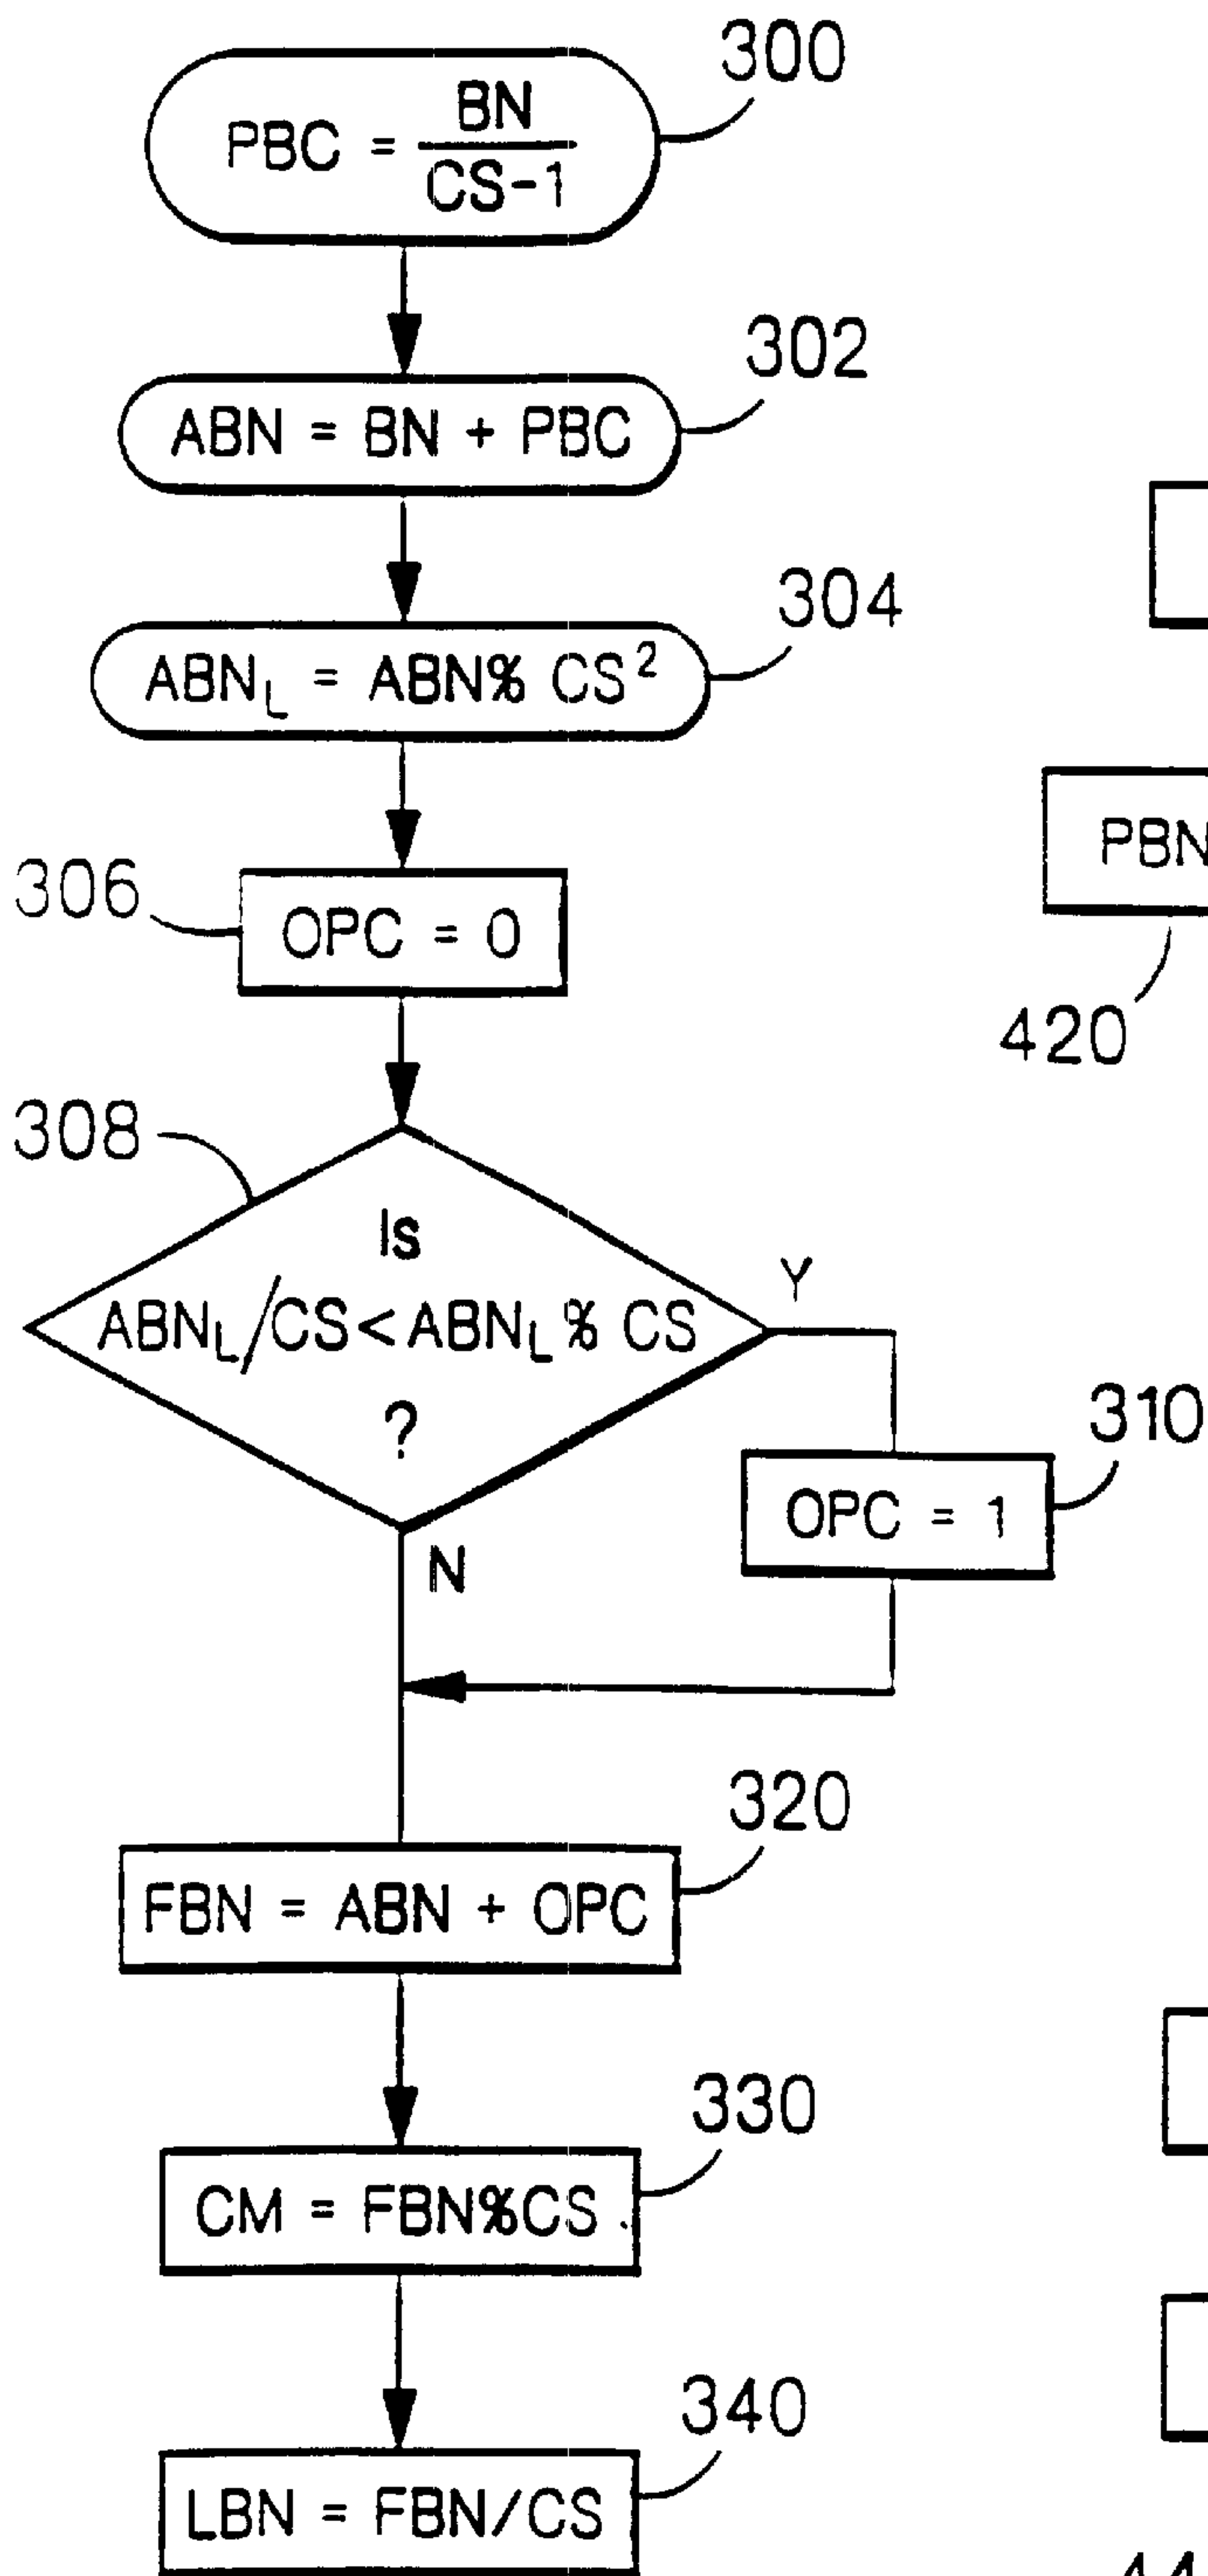 300
PBC = BN
CS-1
302
ABN = BN + PBC
304
ABN_L = ABN% CS²
306
OPC = 0
PBN
420
308
Is
ABN_L/CS<ABN_L% CS
?
Y
N
310
OPC = 1
320
FBN = ABN + OPC
330
CM = FBN%CS
340
LBN = FBN/CS